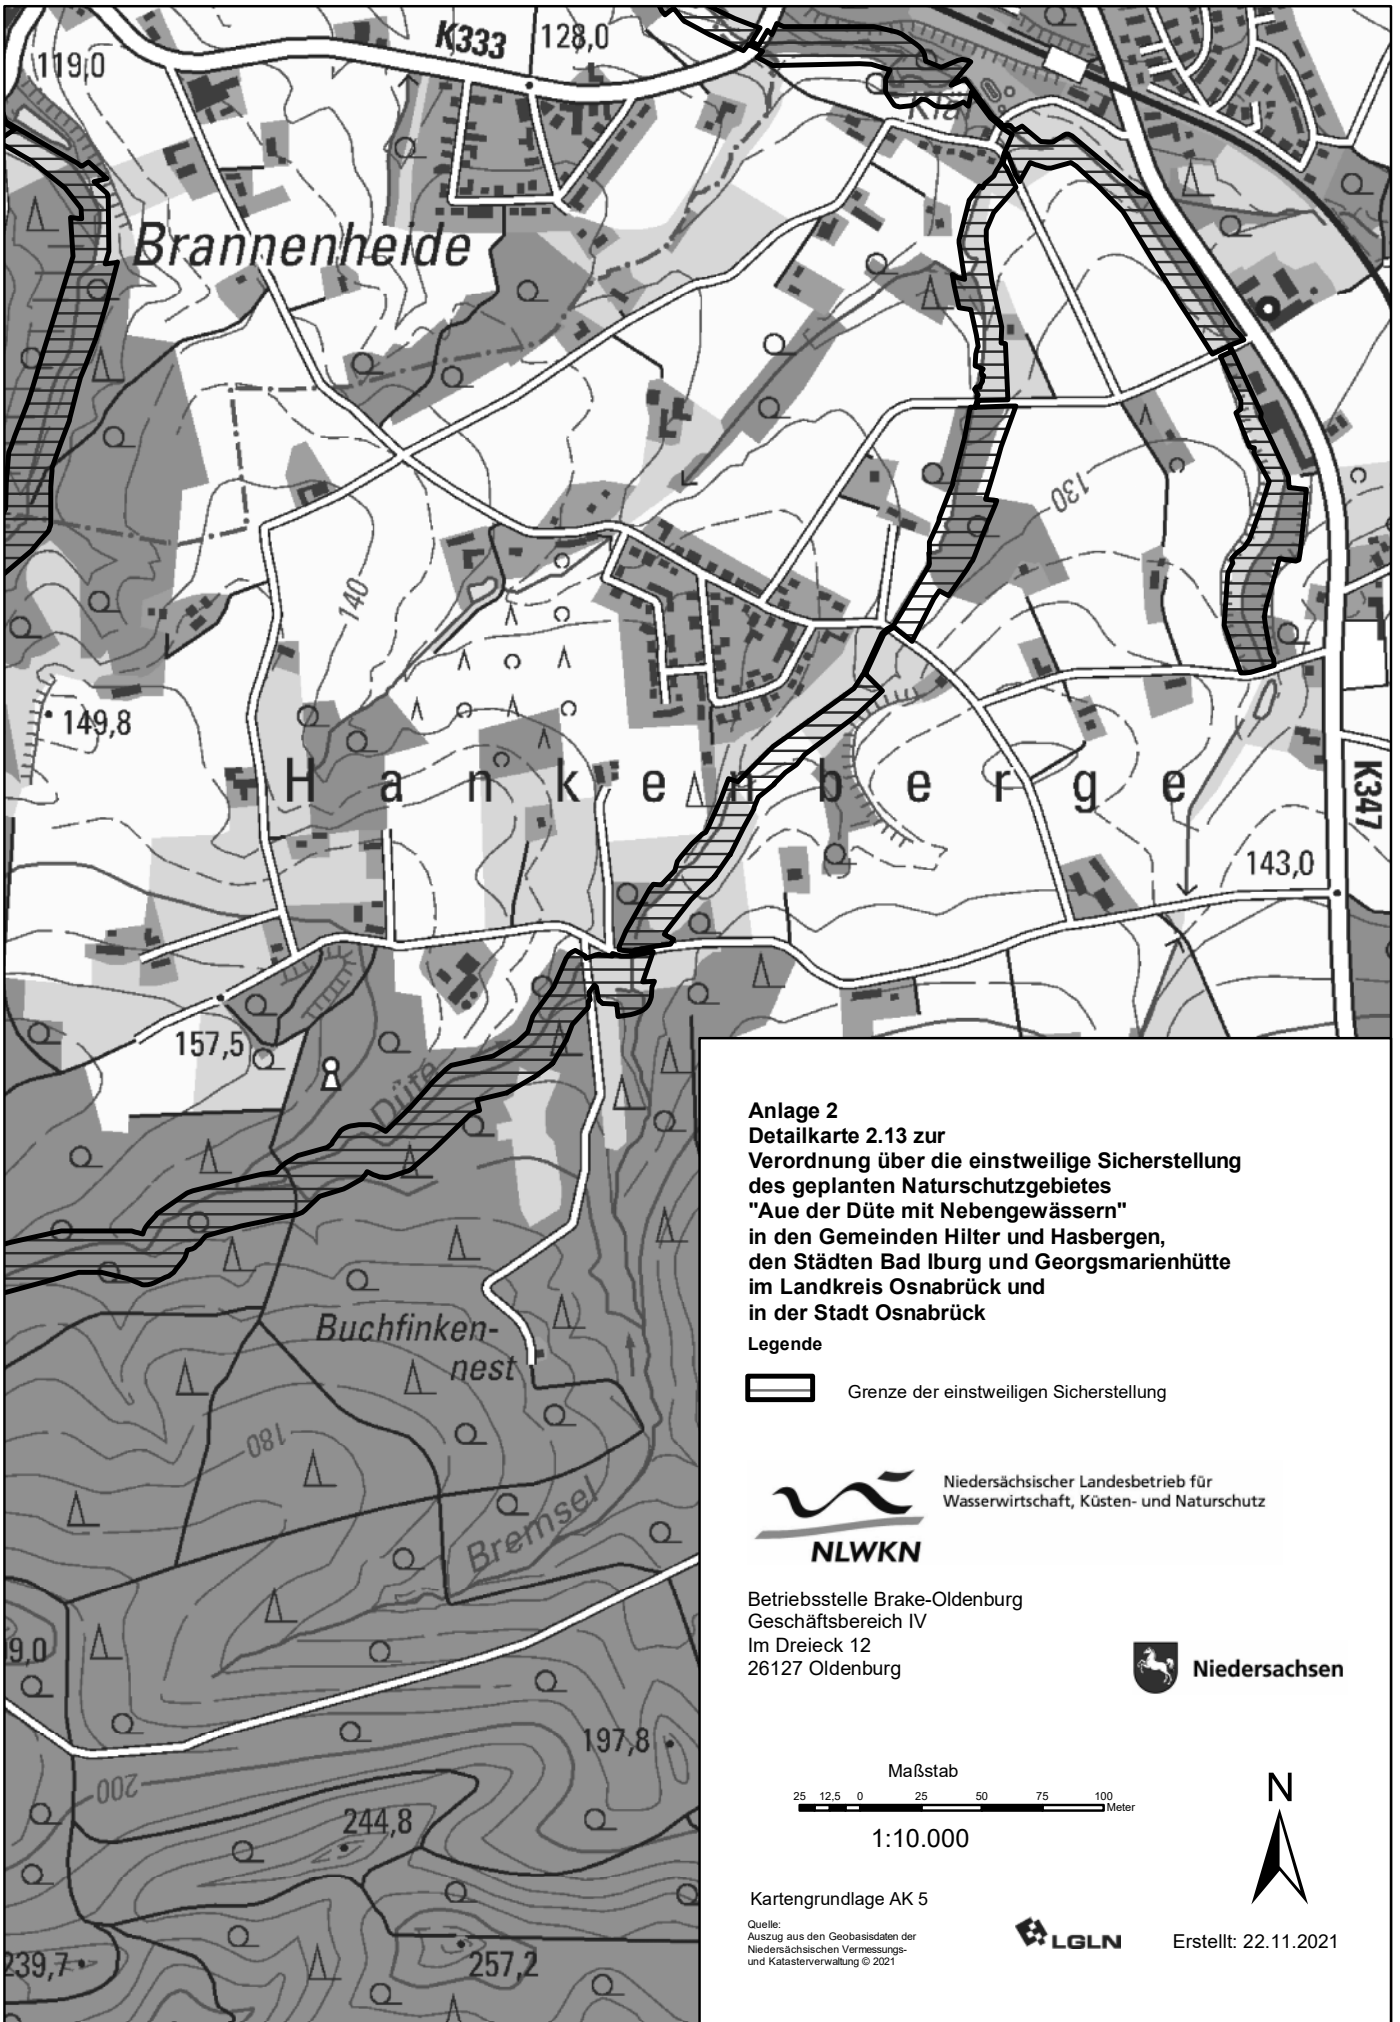 K333
128,0
119,0
Klä
Brannenheide
130
140
149,8
Hankenberge
K347
143,0
157,5
Düte
Buchfinken-
nest
180
Bremsel
9,0
197,8
200
244,8
239,7
257,2
Anlage 2
Detailkarte 2.13 zur
Verordnung über die einstweilige Sicherstellung
des geplanten Naturschutzgebietes
"Aue der Düte mit Nebengewässern"
in den Gemeinden Hilter und Hasbergen,
den Städten Bad Iburg und Georgsmarienhütte
im Landkreis Osnabrück und
in der Stadt Osnabrück
Legende
Grenze der einstweiligen Sicherstellung
Niedersächsischer Landesbetrieb für
Wasserwirtschaft, Küsten- und Naturschutz
NLWKN
Betriebsstelle Brake-Oldenburg
Geschäftsbereich IV
Im Dreieck 12
26127 Oldenburg
Niedersachsen
Maßstab
25 12,5 0 25 50 75 100
Meter
1:10.000
N
Kartengrundlage AK 5
Quelle:
Auszug aus den Geobasisdaten der
Niedersächsischen Vermessungs-
und Katasterverwaltung © 2021
LGLN
Erstellt: 22.11.2021